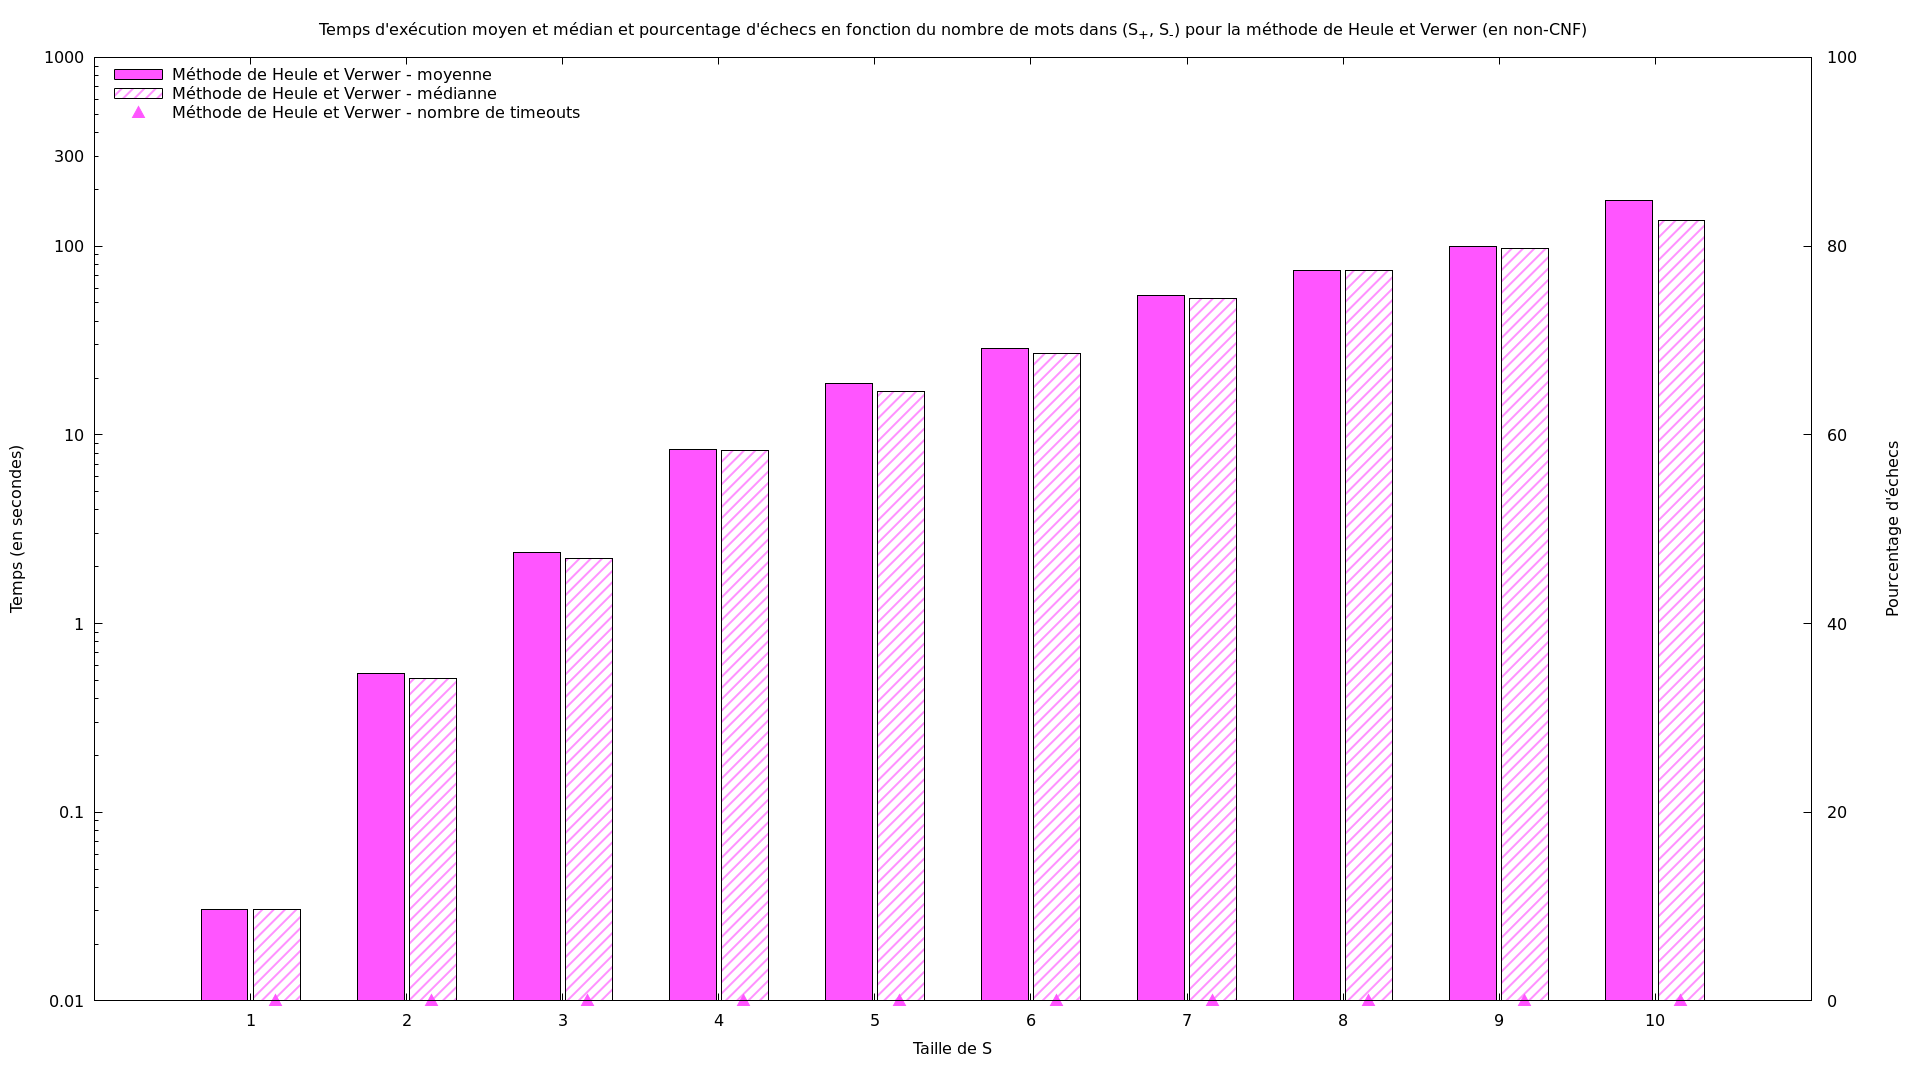 Temps d'exécution moyen et médian et pourcentage d'échecs en fonction du nombre de mots dans (S+, S-) pour la méthode de Heule et Verwer (en non-CNF)
Méthode de Heule et Verwer - moyenne
Méthode de Heule et Verwer - médianne
Méthode de Heule et Verwer - nombre de timeouts
1000
300
100
10
1
0.1
0.01
Temps (en secondes)
100
80
60
40
20
0
Pourcentage d'échecs
1 2 3 4 5 6 7 8 9 10
Taille de S